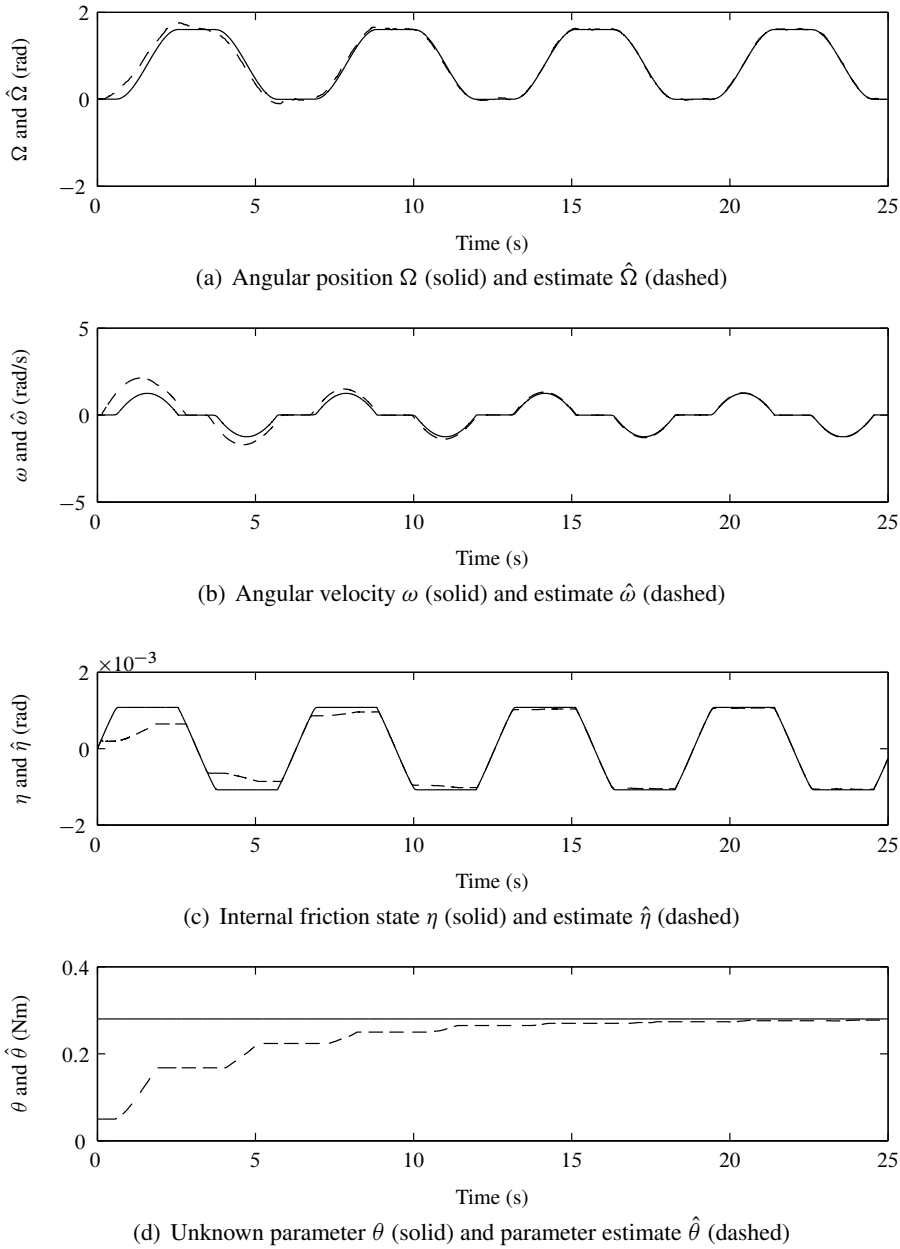 2
0
−2
0 5 10 15 20 25
Ω and Ω̂ (rad)
Time (s)
(a) Angular position Ω (solid) and estimate Ω̂ (dashed)
5
0
−5
0 5 10 15 20 25
ω and ω̂ (rad/s)
Time (s)
(b) Angular velocity ω (solid) and estimate ω̂ (dashed)
×10⁻³
2
0
−2
0 5 10 15 20 25
η and η̂ (rad)
Time (s)
(c) Internal friction state η (solid) and estimate η̂ (dashed)
0.4
0.2
0
0 5 10 15 20 25
θ and θ̂ (Nm)
Time (s)
(d) Unknown parameter θ (solid) and parameter estimate θ̂ (dashed)